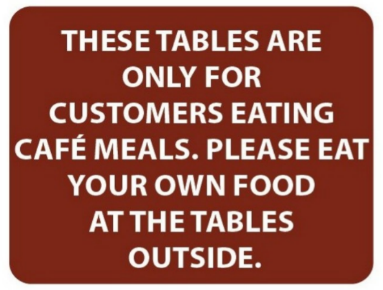 THESE TABLES ARE
ONLY FOR
CUSTOMERS EATING
CAFÉ MEALS. PLEASE EAT
YOUR OWN FOOD
AT THE TABLES
OUTSIDE.